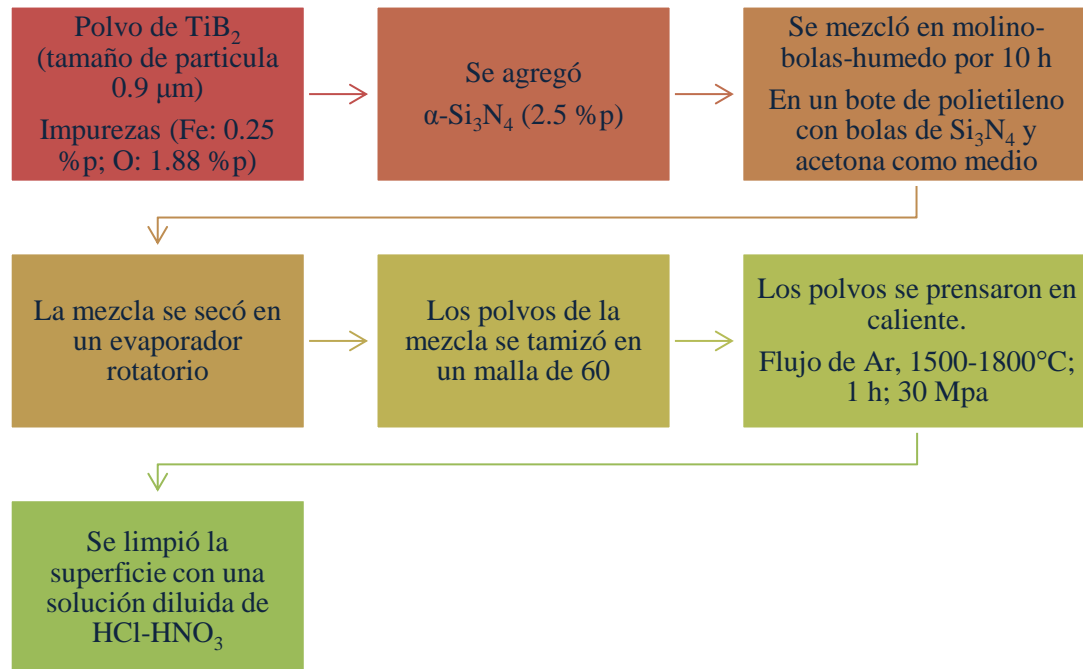 Polvo de TiB₂
(tamaño de particula
0.9 μm)
Impurezas (Fe: 0.25
%p; O: 1.88 %p)
Se agregó
α-Si₃N₄ (2.5 %p)
Se mezcló en molino-
bolas-humedo por 10 h
En un bote de polietileno
con bolas de Si₃N₄ y
acetona como medio
La mezcla se secó en
un evaporador
rotatorio
Los polvos de la
mezcla se tamizó en
un malla de 60
Los polvos se prensaron en
caliente.
Flujo de Ar, 1500-1800°C;
1 h; 30 Mpa
Se limpió la
superficie con una
solución diluida de
HCl-HNO₃